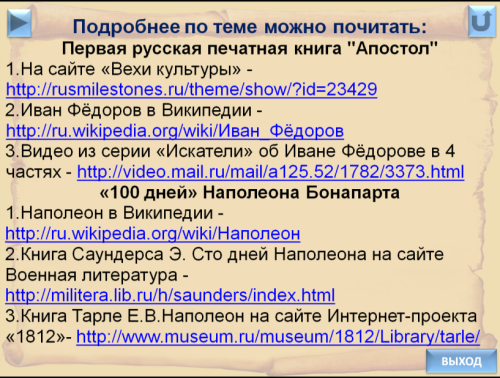 Подробнее по теме можно почитать:
Первая русская печатная книга "Апостол"
1.На сайте «Вехи культуры» -
http://rusmilestones.ru/theme/show/?id=23429
2.Иван Фёдоров в Википедии -
http://ru.wikipedia.org/wiki/Иван_Фёдоров
3.Видео из серии «Искатели» об Иване Фёдорове в 4
частях - http://video.mail.ru/mail/a125.52/1782/3373.html
«100 дней» Наполеона Бонапарта
1.Наполеон в Википедии -
http://ru.wikipedia.org/wiki/Наполеон
2.Книга Саундерса Э. Сто дней Наполеона на сайте
Военная литература -
http://militera.lib.ru/h/saunders/index.html
3.Книга Тарле Е.В.Наполеон на сайте Интернет-проекта
«1812»- http://www.museum.ru/museum/1812/Library/tarle/
ВЫХОД